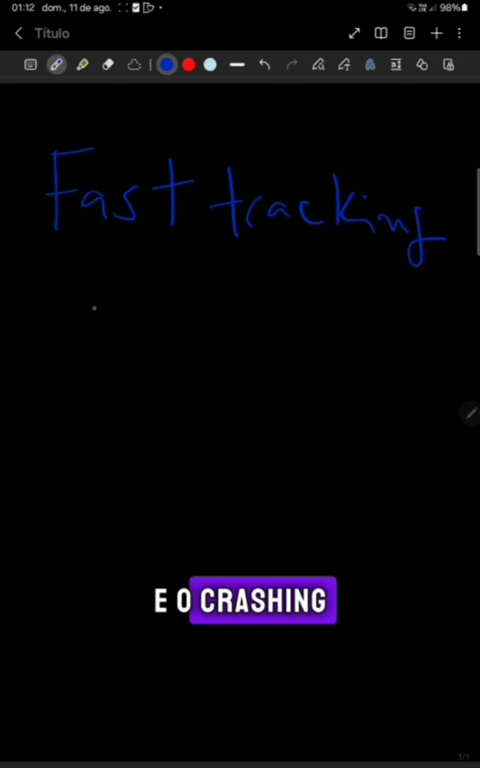 01:12 dom., 11 de ago.
98%
Título
Fast tracking
E O CRASHING
1/1